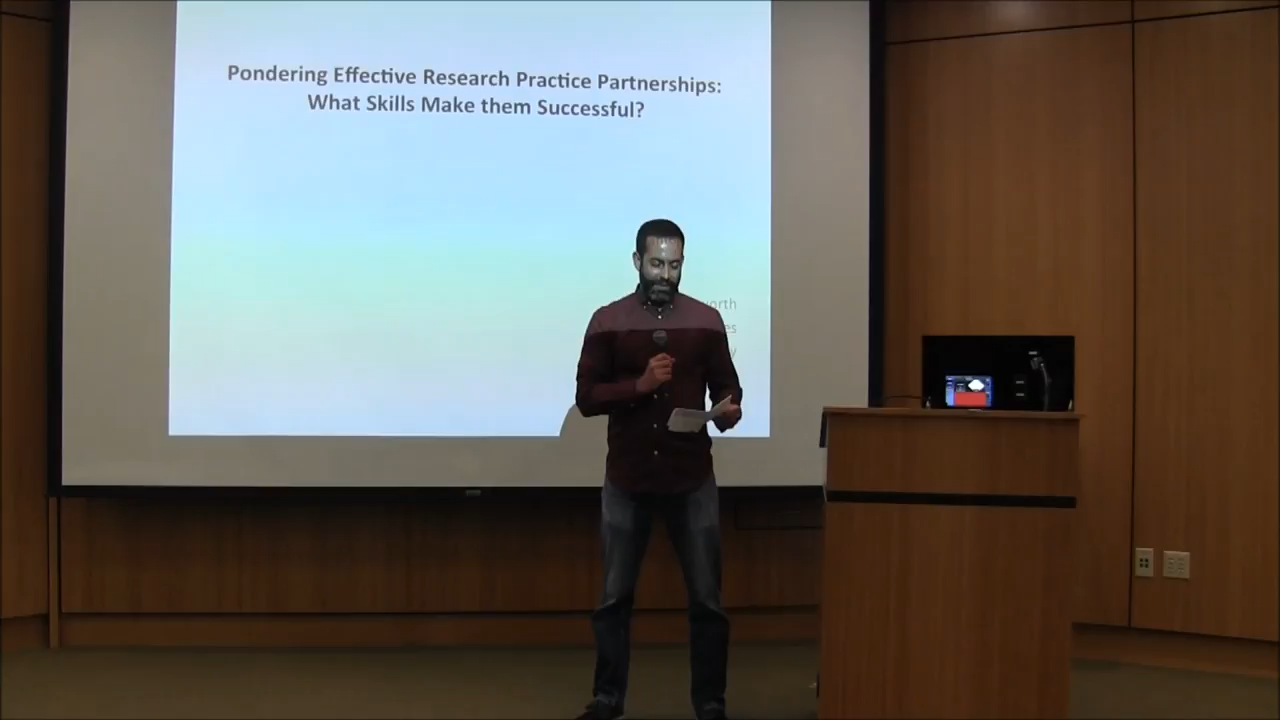 Pondering Effective Research Practice Partnerships:
What Skills Make them Successful?